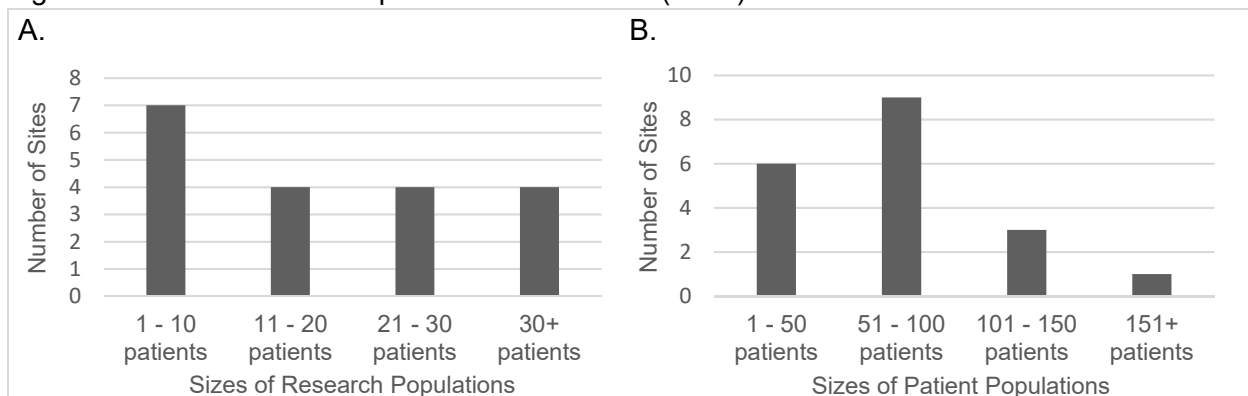 A.
Number of Sites
8
7
6
5
4
3
2
1
0
1 - 10
patients
11 - 20
patients
21 - 30
patients
30+
patients
Sizes of Research Populations
B.
Number of Sites
10
8
6
4
2
0
1 - 50
patients
51 - 100
patients
101 - 150
patients
151+
patients
Sizes of Patient Populations